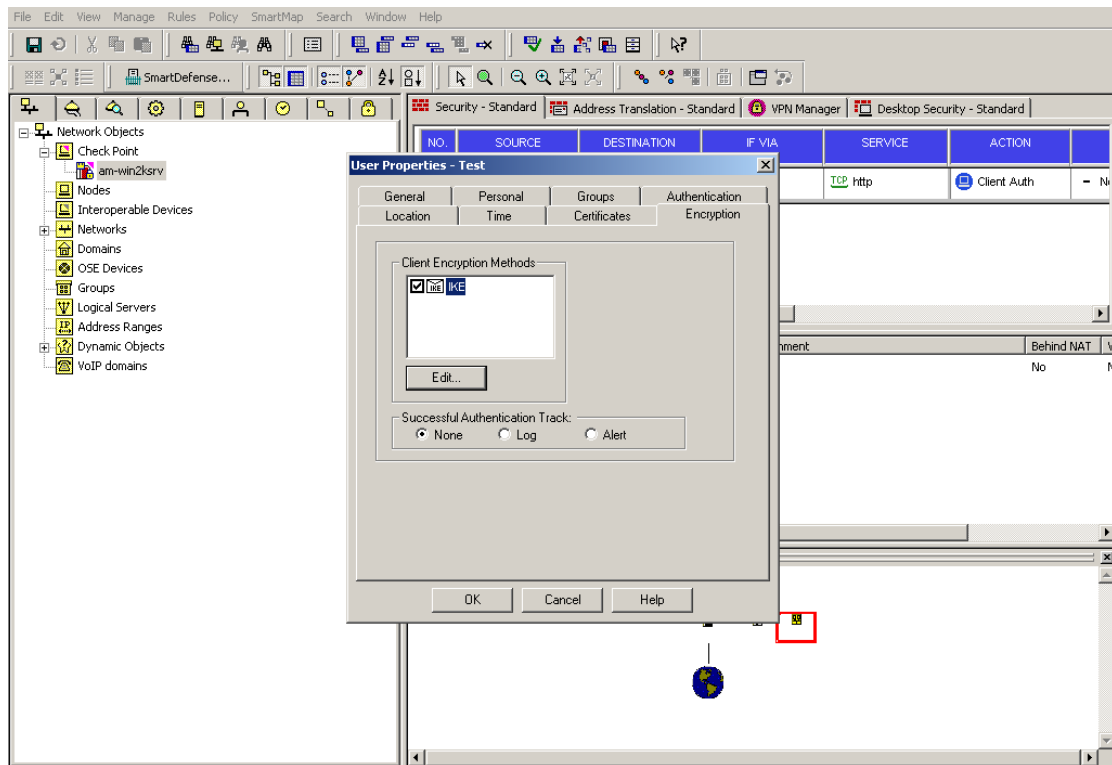 File Edit View Manage Rules Policy SmartMap Search Window Help
SmartDefense...
Security - Standard Address Translation - Standard VPN Manager Desktop Security - Standard
Network Objects
Check Point
am-win2ksrv
Nodes
Interoperable Devices
Networks
Domains
OSE Devices
Groups
Logical Servers
Address Ranges
Dynamic Objects
VoIP domains
NO. SOURCE DESTINATION IF VIA SERVICE ACTION
TCP http Client Auth
User Properties - Test
General Personal Groups Authentication
Location Time Certificates Encryption
Client Encryption Methods
IKE IKE
Edit...
Successful Authentication Track:
None Log Alert
OK Cancel Help
Behind NAT
No